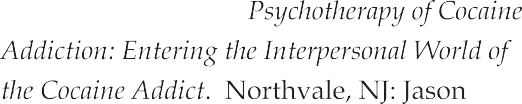 Psychotherapy of Cocaine
Addiction: Entering the Interpersonal World of
the Cocaine Addict. Northvale, NJ: Jason